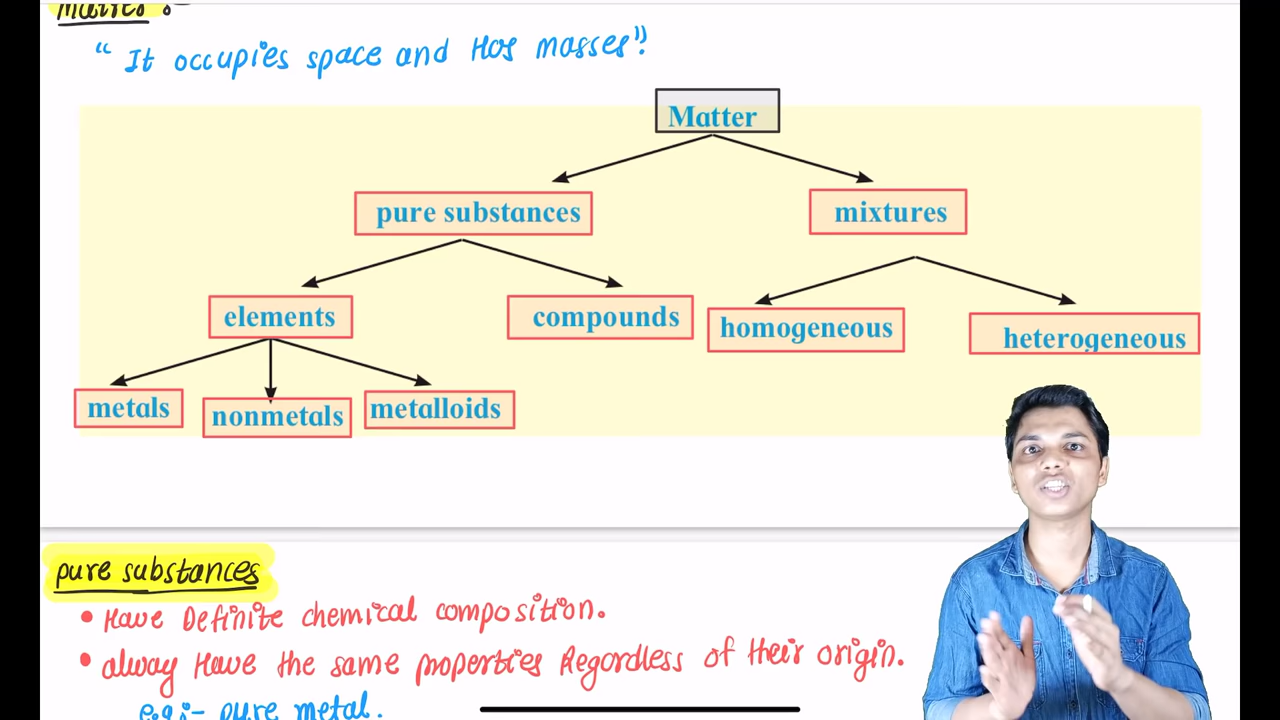 Matter :-
“ It occupies space and Has masses”.
Matter
pure substances
mixtures
elements
compounds
homogeneous
heterogeneous
metals
nonmetals
metalloids
pure substances
• Have Definite chemical composition.
• alway Have the same properties Regardless of their origin.
e.g:- pure metal.